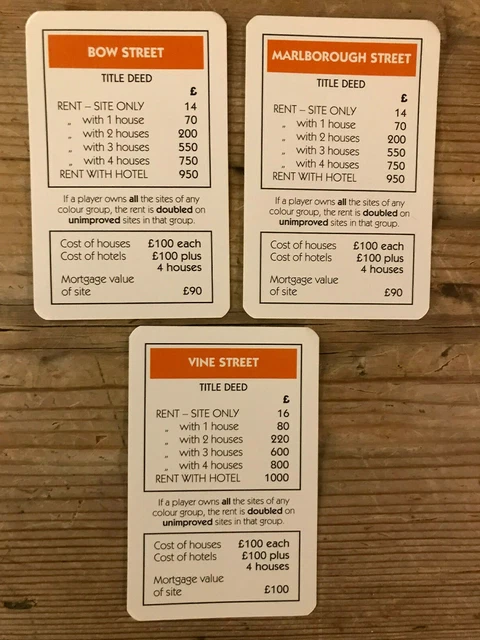 BOW STREET
TITLE DEED
£
RENT – SITE ONLY 14
„ with 1 house 70
„ with 2 houses 200
„ with 3 houses 550
„ with 4 houses 750
RENT WITH HOTEL 950
If a player owns all the sites of any
colour group, the rent is doubled on
unimproved sites in that group.
Cost of houses £100 each
Cost of hotels £100 plus
4 houses
Mortgage value
of site £90
MARLBOROUGH STREET
TITLE DEED
£
RENT – SITE ONLY 14
„ with 1 house 70
„ with 2 houses 200
„ with 3 houses 550
„ with 4 houses 750
RENT WITH HOTEL 950
If a player owns all the sites of any
colour group, the rent is doubled on
unimproved sites in that group.
Cost of houses £100 each
Cost of hotels £100 plus
4 houses
Mortgage value
of site £90
VINE STREET
TITLE DEED
£
RENT – SITE ONLY 16
„ with 1 house 80
„ with 2 houses 220
„ with 3 houses 600
„ with 4 houses 800
RENT WITH HOTEL 1000
If a player owns all the sites of any
colour group, the rent is doubled on
unimproved sites in that group.
Cost of houses £100 each
Cost of hotels £100 plus
4 houses
Mortgage value
of site £100